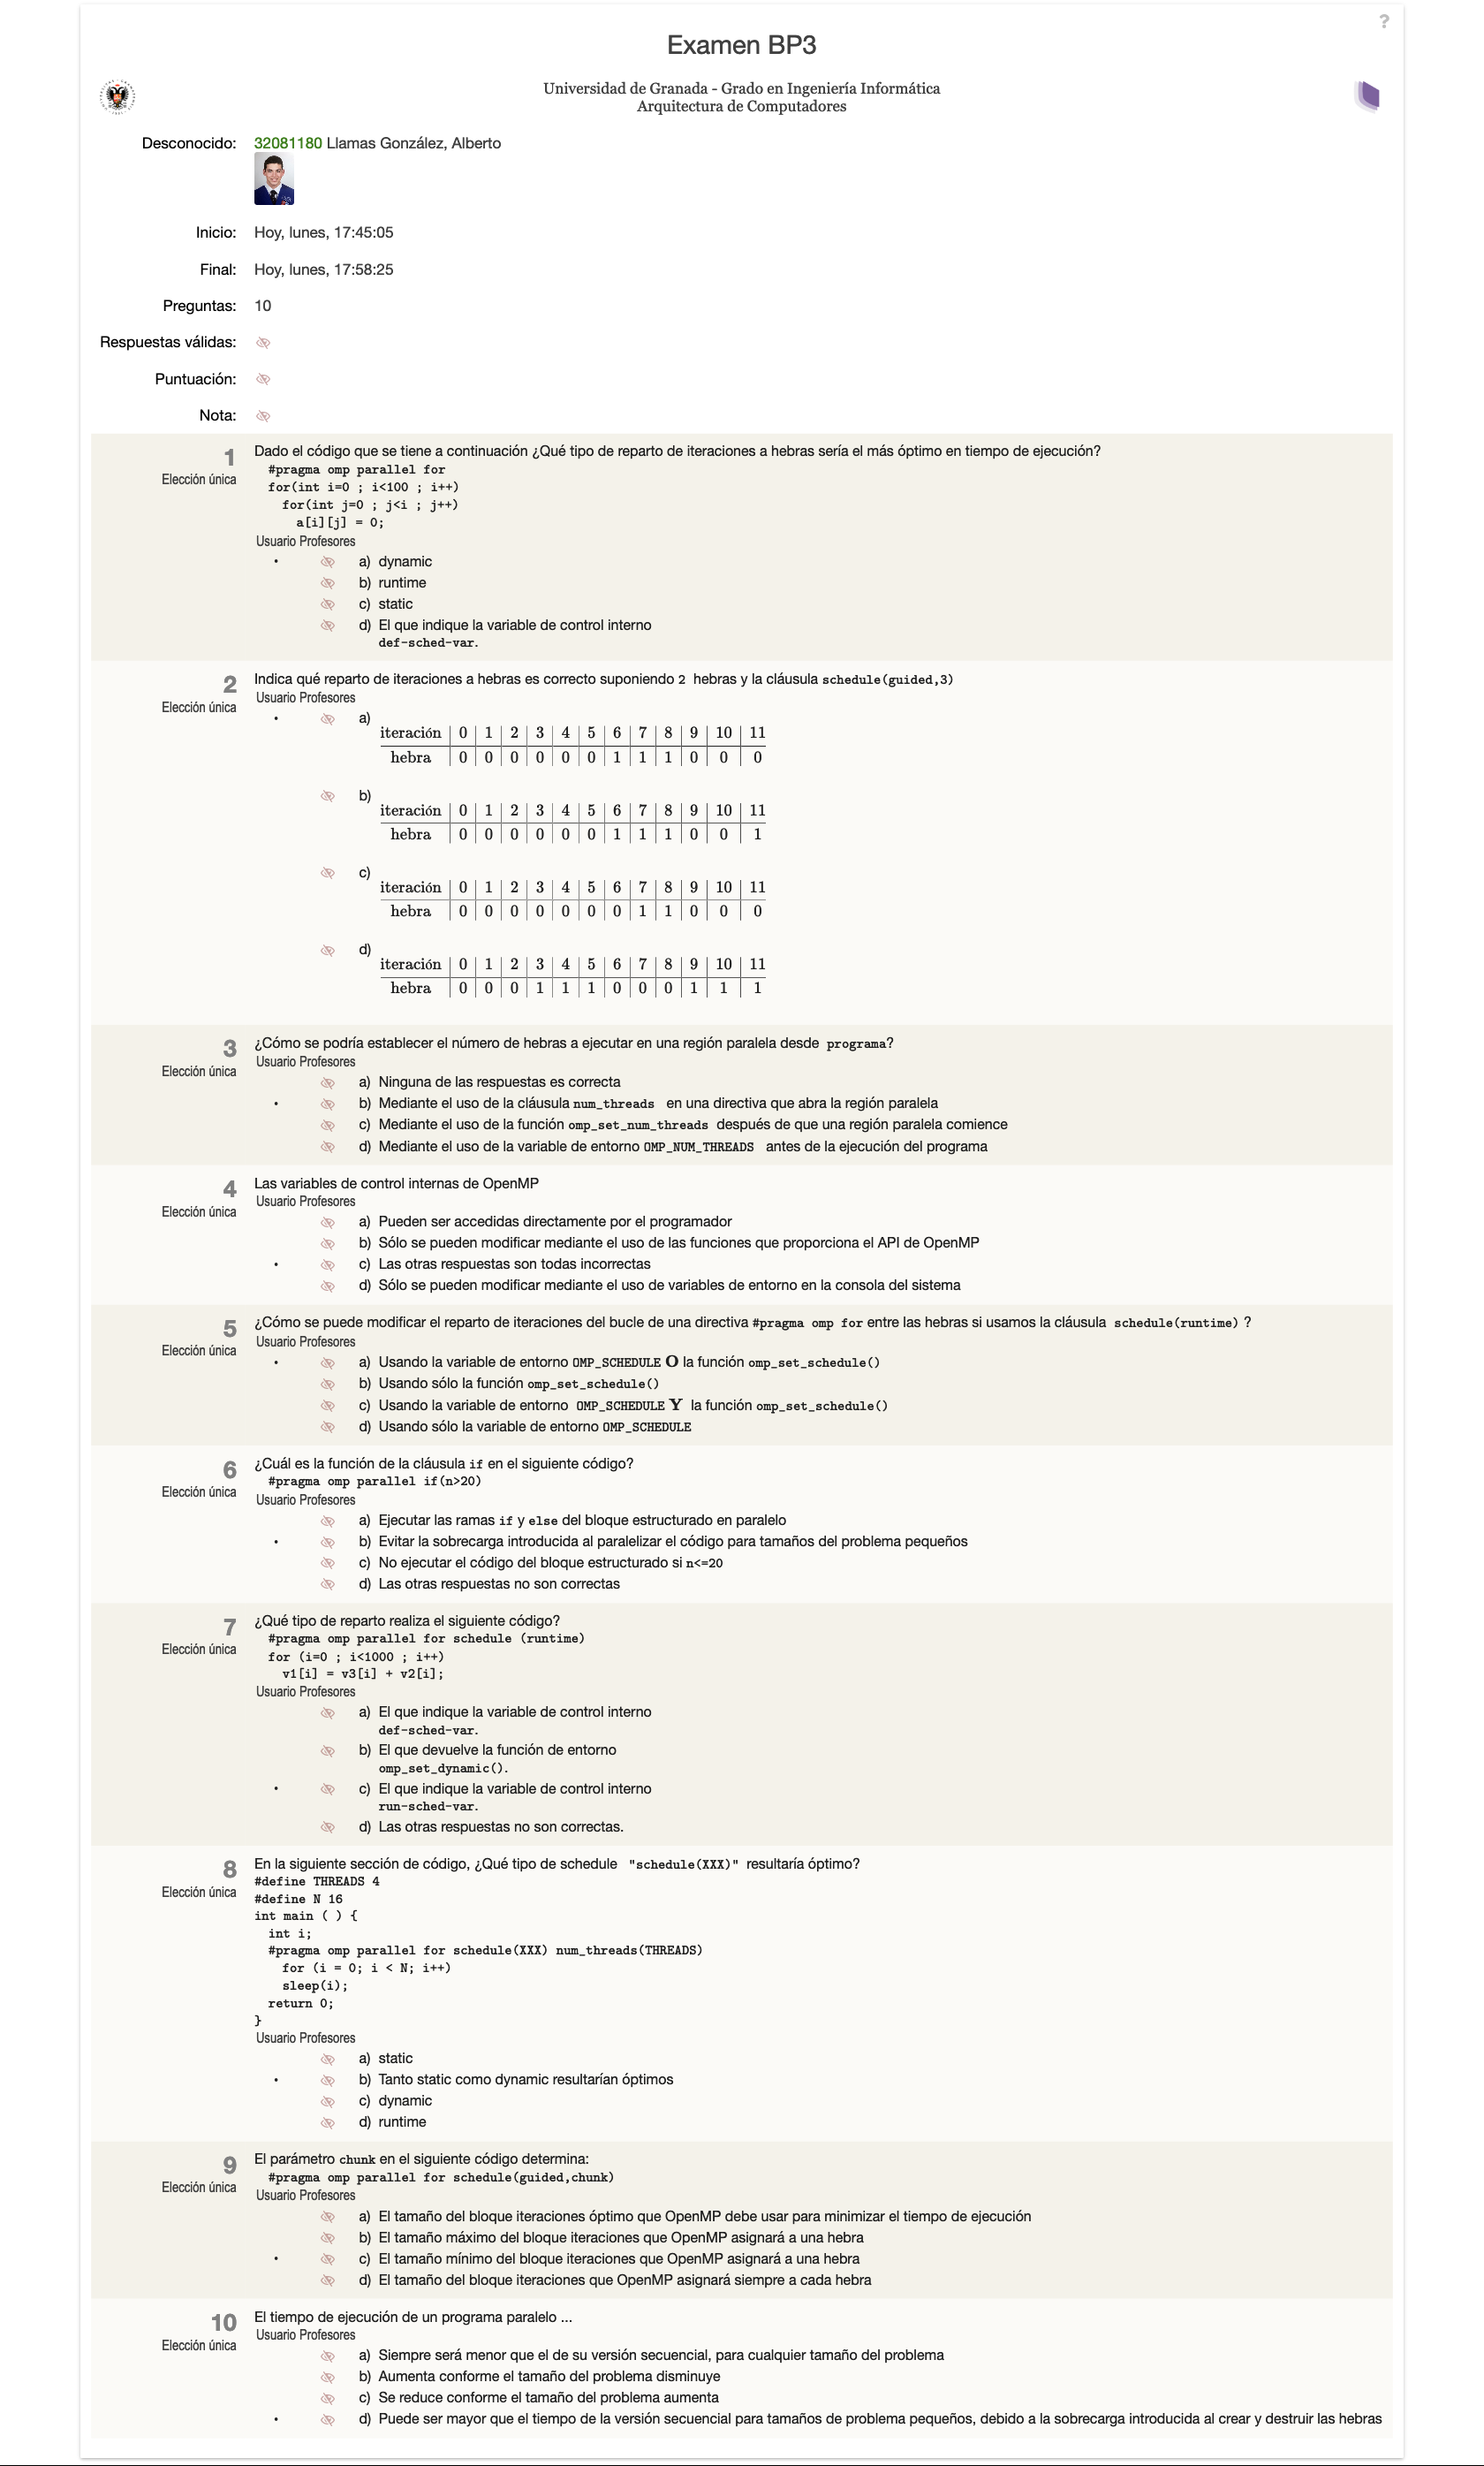 ?
Examen BP3
Universidad de Granada - Grado en Ingeniería Informática
Arquitectura de Computadores
Desconocido: 32081180 Llamas González, Alberto
Inicio: Hoy, lunes, 17:45:05
Final: Hoy, lunes, 17:58:25
Preguntas: 10
Respuestas válidas:
Puntuación:
Nota:
1 Dado el código que se tiene a continuación ¿Qué tipo de reparto de iteraciones a hebras sería el más óptimo en tiempo de ejecución?
Elección única
#pragma omp parallel for
for(int i=0 ; i<100 ; i++)
for(int j=0 ; j<i ; j++)
a[i][j] = 0;
Usuario Profesores
• a) dynamic
b) runtime
c) static
d) El que indique la variable de control interno
def-sched-var.
2 Indica qué reparto de iteraciones a hebras es correcto suponiendo 2 hebras y la cláusula schedule(guided,3)
Elección única
Usuario Profesores
• a)
iteración 0 1 2 3 4 5 6 7 8 9 10 11
hebra 0 0 0 0 0 0 1 1 1 0 0 0
b)
iteración 0 1 2 3 4 5 6 7 8 9 10 11
hebra 0 0 0 0 0 0 1 1 1 0 0 1
c)
iteración 0 1 2 3 4 5 6 7 8 9 10 11
hebra 0 0 0 0 0 0 0 1 1 0 0 0
d)
iteración 0 1 2 3 4 5 6 7 8 9 10 11
hebra 0 0 0 1 1 1 0 0 0 1 1 1
3 ¿Cómo se podría establecer el número de hebras a ejecutar en una región paralela desde programa?
Elección única
Usuario Profesores
a) Ninguna de las respuestas es correcta
• b) Mediante el uso de la cláusula num_threads en una directiva que abra la región paralela
c) Mediante el uso de la función omp_set_num_threads después de que una región paralela comience
d) Mediante el uso de la variable de entorno OMP_NUM_THREADS antes de la ejecución del programa
4 Las variables de control internas de OpenMP
Elección única
Usuario Profesores
a) Pueden ser accedidas directamente por el programador
b) Sólo se pueden modificar mediante el uso de las funciones que proporciona el API de OpenMP
• c) Las otras respuestas son todas incorrectas
d) Sólo se pueden modificar mediante el uso de variables de entorno en la consola del sistema
5 ¿Cómo se puede modificar el reparto de iteraciones del bucle de una directiva #pragma omp for entre las hebras si usamos la cláusula schedule(runtime) ?
Elección única
Usuario Profesores
• a) Usando la variable de entorno OMP_SCHEDULE O la función omp_set_schedule()
b) Usando sólo la función omp_set_schedule()
c) Usando la variable de entorno OMP_SCHEDULE Y la función omp_set_schedule()
d) Usando sólo la variable de entorno OMP_SCHEDULE
6 ¿Cuál es la función de la cláusula if en el siguiente código?
Elección única
#pragma omp parallel if(n>20)
Usuario Profesores
a) Ejecutar las ramas if y else del bloque estructurado en paralelo
• b) Evitar la sobrecarga introducida al paralelizar el código para tamaños del problema pequeños
c) No ejecutar el código del bloque estructurado si n<=20
d) Las otras respuestas no son correctas
7 ¿Qué tipo de reparto realiza el siguiente código?
Elección única
#pragma omp parallel for schedule (runtime)
for (i=0 ; i<1000 ; i++)
v1[i] = v3[i] + v2[i];
Usuario Profesores
a) El que indique la variable de control interno
def-sched-var.
b) El que devuelve la función de entorno
omp_set_dynamic().
• c) El que indique la variable de control interno
run-sched-var.
d) Las otras respuestas no son correctas.
8 En la siguiente sección de código, ¿Qué tipo de schedule "schedule(XXX)" resultaría óptimo?
Elección única
#define THREADS 4
#define N 16
int main ( ) {
int i;
#pragma omp parallel for schedule(XXX) num_threads(THREADS)
for (i = 0; i < N; i++)
sleep(i);
return 0;
}
Usuario Profesores
a) static
• b) Tanto static como dynamic resultarían óptimos
c) dynamic
d) runtime
9 El parámetro chunk en el siguiente código determina:
Elección única
#pragma omp parallel for schedule(guided,chunk)
Usuario Profesores
a) El tamaño del bloque iteraciones óptimo que OpenMP debe usar para minimizar el tiempo de ejecución
b) El tamaño máximo del bloque iteraciones que OpenMP asignará a una hebra
• c) El tamaño mínimo del bloque iteraciones que OpenMP asignará a una hebra
d) El tamaño del bloque iteraciones que OpenMP asignará siempre a cada hebra
10 El tiempo de ejecución de un programa paralelo ...
Elección única
Usuario Profesores
a) Siempre será menor que el de su versión secuencial, para cualquier tamaño del problema
b) Aumenta conforme el tamaño del problema disminuye
c) Se reduce conforme el tamaño del problema aumenta
• d) Puede ser mayor que el tiempo de la versión secuencial para tamaños de problema pequeños, debido a la sobrecarga introducida al crear y destruir las hebras